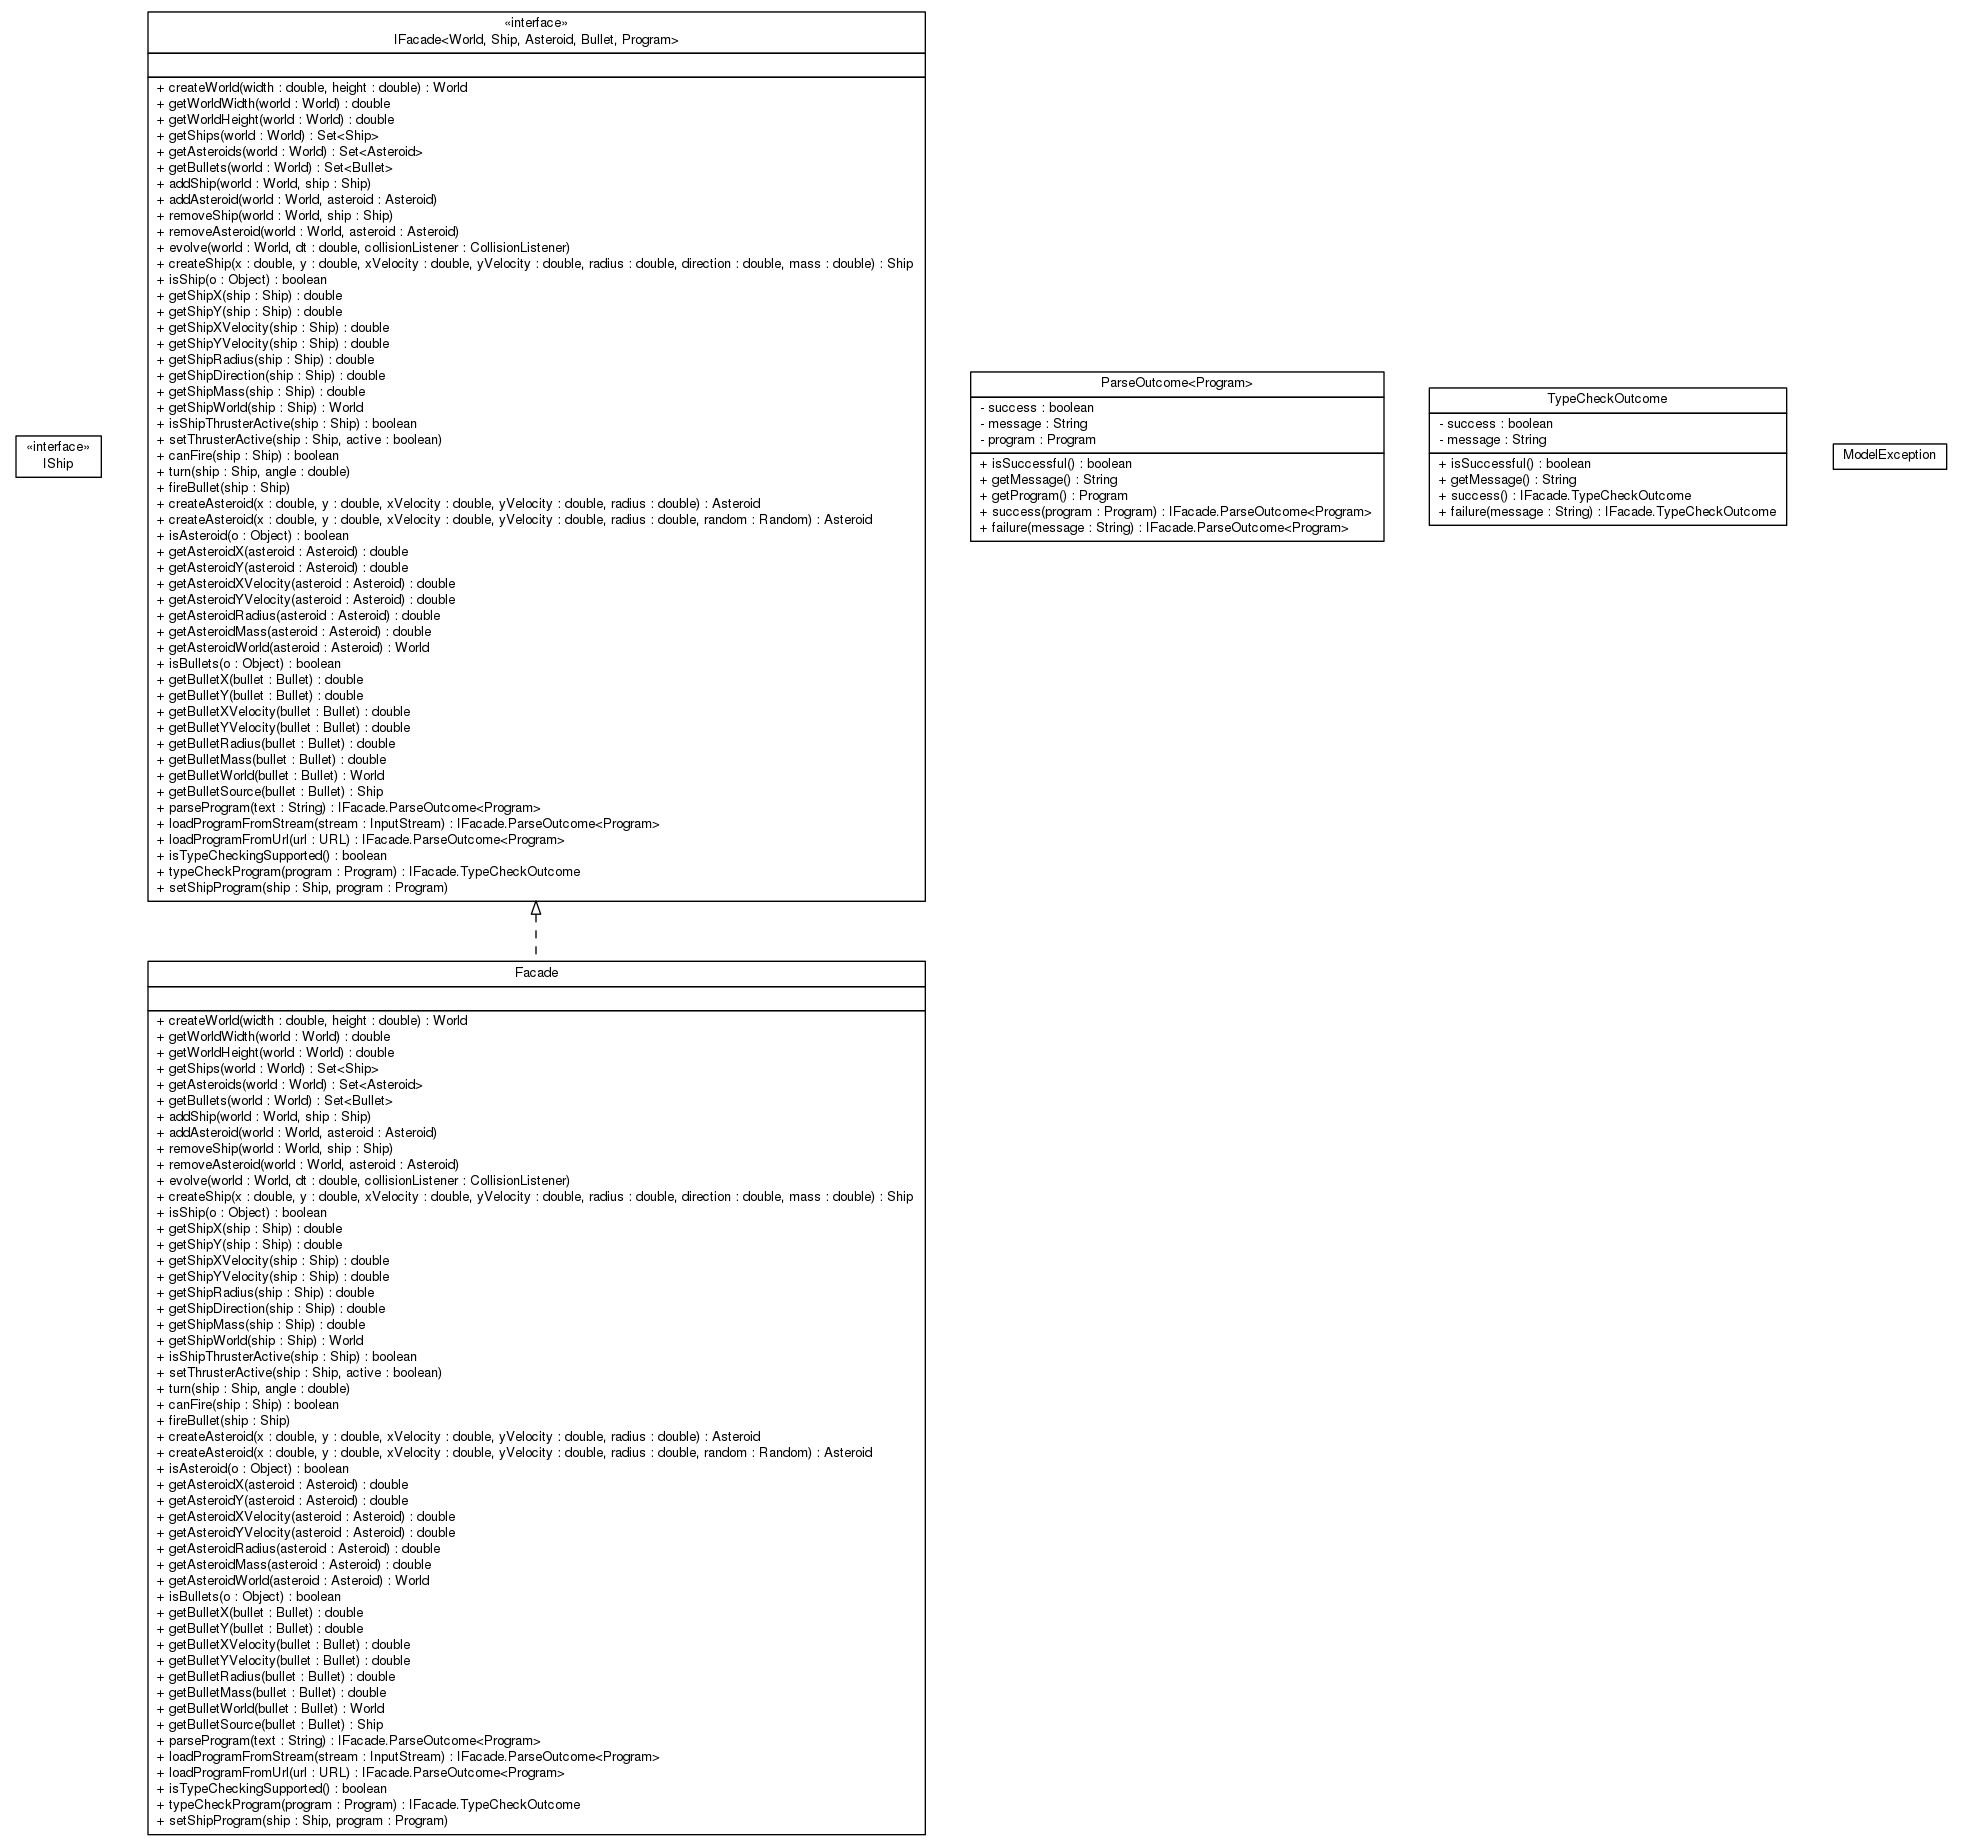 «interface»
IShip
«interface»
IFacade<World, Ship, Asteroid, Bullet, Program>
+ createWorld(width : double, height : double) : World
+ getWorldWidth(world : World) : double
+ getWorldHeight(world : World) : double
+ getShips(world : World) : Set<Ship>
+ getAsteroids(world : World) : Set<Asteroid>
+ getBullets(world : World) : Set<Bullet>
+ addShip(world : World, ship : Ship)
+ addAsteroid(world : World, asteroid : Asteroid)
+ removeShip(world : World, ship : Ship)
+ removeAsteroid(world : World, asteroid : Asteroid)
+ evolve(world : World, dt : double, collisionListener : CollisionListener)
+ createShip(x : double, y : double, xVelocity : double, yVelocity : double, radius : double, direction : double, mass : double) : Ship
+ isShip(o : Object) : boolean
+ getShipX(ship : Ship) : double
+ getShipY(ship : Ship) : double
+ getShipXVelocity(ship : Ship) : double
+ getShipYVelocity(ship : Ship) : double
+ getShipRadius(ship : Ship) : double
+ getShipDirection(ship : Ship) : double
+ getShipMass(ship : Ship) : double
+ getShipWorld(ship : Ship) : World
+ isShipThrusterActive(ship : Ship) : boolean
+ setThrusterActive(ship : Ship, active : boolean)
+ canFire(ship : Ship) : boolean
+ turn(ship : Ship, angle : double)
+ fireBullet(ship : Ship)
+ createAsteroid(x : double, y : double, xVelocity : double, yVelocity : double, radius : double) : Asteroid
+ createAsteroid(x : double, y : double, xVelocity : double, yVelocity : double, radius : double, random : Random) : Asteroid
+ isAsteroid(o : Object) : boolean
+ getAsteroidX(asteroid : Asteroid) : double
+ getAsteroidY(asteroid : Asteroid) : double
+ getAsteroidXVelocity(asteroid : Asteroid) : double
+ getAsteroidYVelocity(asteroid : Asteroid) : double
+ getAsteroidRadius(asteroid : Asteroid) : double
+ getAsteroidMass(asteroid : Asteroid) : double
+ getAsteroidWorld(asteroid : Asteroid) : World
+ isBullets(o : Object) : boolean
+ getBulletX(bullet : Bullet) : double
+ getBulletY(bullet : Bullet) : double
+ getBulletXVelocity(bullet : Bullet) : double
+ getBulletYVelocity(bullet : Bullet) : double
+ getBulletRadius(bullet : Bullet) : double
+ getBulletMass(bullet : Bullet) : double
+ getBulletWorld(bullet : Bullet) : World
+ getBulletSource(bullet : Bullet) : Ship
+ parseProgram(text : String) : IFacade.ParseOutcome<Program>
+ loadProgramFromStream(stream : InputStream) : IFacade.ParseOutcome<Program>
+ loadProgramFromUrl(url : URL) : IFacade.ParseOutcome<Program>
+ isTypeCheckingSupported() : boolean
+ typeCheckProgram(program : Program) : IFacade.TypeCheckOutcome
+ setShipProgram(ship : Ship, program : Program)
ParseOutcome<Program>
- success : boolean
- message : String
- program : Program
+ isSuccessful() : boolean
+ getMessage() : String
+ getProgram() : Program
+ success(program : Program) : IFacade.ParseOutcome<Program>
+ failure(message : String) : IFacade.ParseOutcome<Program>
TypeCheckOutcome
- success : boolean
- message : String
+ isSuccessful() : boolean
+ getMessage() : String
+ success() : IFacade.TypeCheckOutcome
+ failure(message : String) : IFacade.TypeCheckOutcome
ModelException
Facade
+ createWorld(width : double, height : double) : World
+ getWorldWidth(world : World) : double
+ getWorldHeight(world : World) : double
+ getShips(world : World) : Set<Ship>
+ getAsteroids(world : World) : Set<Asteroid>
+ getBullets(world : World) : Set<Bullet>
+ addShip(world : World, ship : Ship)
+ addAsteroid(world : World, asteroid : Asteroid)
+ removeShip(world : World, ship : Ship)
+ removeAsteroid(world : World, asteroid : Asteroid)
+ evolve(world : World, dt : double, collisionListener : CollisionListener)
+ createShip(x : double, y : double, xVelocity : double, yVelocity : double, radius : double, direction : double, mass : double) : Ship
+ isShip(o : Object) : boolean
+ getShipX(ship : Ship) : double
+ getShipY(ship : Ship) : double
+ getShipXVelocity(ship : Ship) : double
+ getShipYVelocity(ship : Ship) : double
+ getShipRadius(ship : Ship) : double
+ getShipDirection(ship : Ship) : double
+ getShipMass(ship : Ship) : double
+ getShipWorld(ship : Ship) : World
+ isShipThrusterActive(ship : Ship) : boolean
+ setThrusterActive(ship : Ship, active : boolean)
+ turn(ship : Ship, angle : double)
+ canFire(ship : Ship) : boolean
+ fireBullet(ship : Ship)
+ createAsteroid(x : double, y : double, xVelocity : double, yVelocity : double, radius : double) : Asteroid
+ createAsteroid(x : double, y : double, xVelocity : double, yVelocity : double, radius : double, random : Random) : Asteroid
+ isAsteroid(o : Object) : boolean
+ getAsteroidX(asteroid : Asteroid) : double
+ getAsteroidY(asteroid : Asteroid) : double
+ getAsteroidXVelocity(asteroid : Asteroid) : double
+ getAsteroidYVelocity(asteroid : Asteroid) : double
+ getAsteroidRadius(asteroid : Asteroid) : double
+ getAsteroidMass(asteroid : Asteroid) : double
+ getAsteroidWorld(asteroid : Asteroid) : World
+ isBullets(o : Object) : boolean
+ getBulletX(bullet : Bullet) : double
+ getBulletY(bullet : Bullet) : double
+ getBulletXVelocity(bullet : Bullet) : double
+ getBulletYVelocity(bullet : Bullet) : double
+ getBulletRadius(bullet : Bullet) : double
+ getBulletMass(bullet : Bullet) : double
+ getBulletWorld(bullet : Bullet) : World
+ getBulletSource(bullet : Bullet) : Ship
+ parseProgram(text : String) : IFacade.ParseOutcome<Program>
+ loadProgramFromStream(stream : InputStream) : IFacade.ParseOutcome<Program>
+ loadProgramFromUrl(url : URL) : IFacade.ParseOutcome<Program>
+ isTypeCheckingSupported() : boolean
+ typeCheckProgram(program : Program) : IFacade.TypeCheckOutcome
+ setShipProgram(ship : Ship, program : Program)